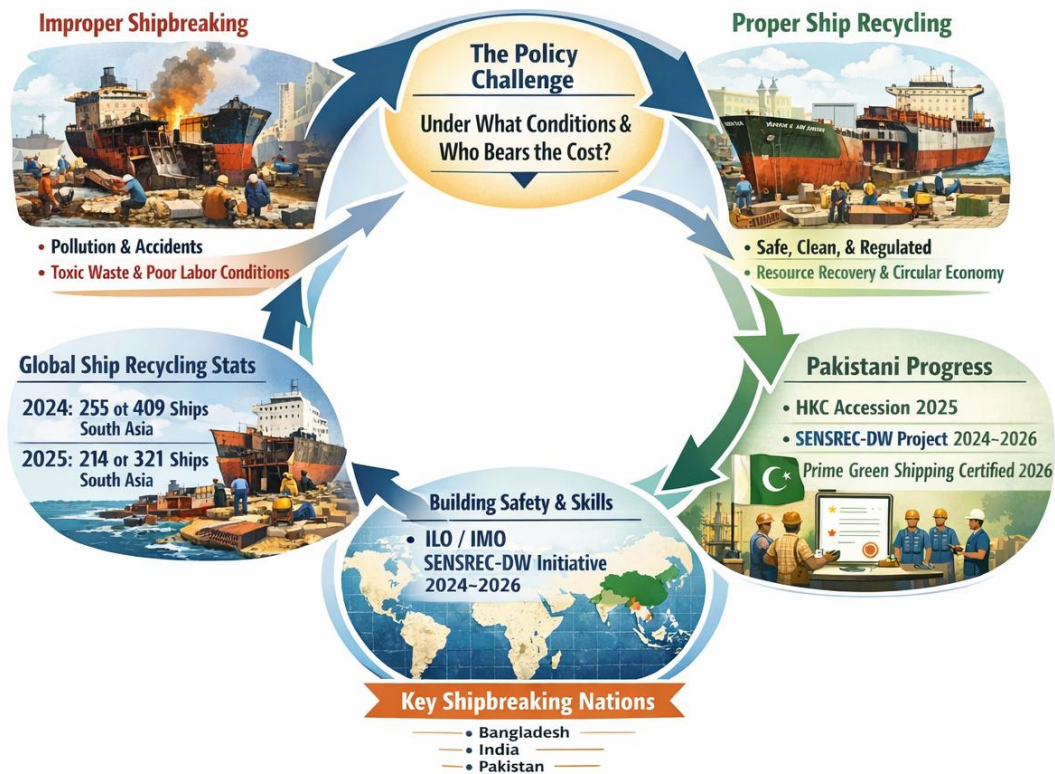 Improper Shipbreaking
• Pollution & Accidents
• Toxic Waste & Poor Labor Conditions
The Policy
Challenge
Under What Conditions &
Who Bears the Cost?
Proper Ship Recycling
• Safe, Clean, & Regulated
• Resource Recovery & Circular Economy
Global Ship Recycling Stats
2024: 255 ot 409 Ships
South Asia
2025: 214 or 321 Ships
South Asia
Pakistani Progress
• HKC Accession 2025
• SENSREC-DW Project 2024–2026
Prime Green Shipping Certified 2026
Building Safety & Skills
• ILO / IMO
SENSREC-DW Initiative
2024–2026
Key Shipbreaking Nations
• Bangladesh
• India
• Pakistan